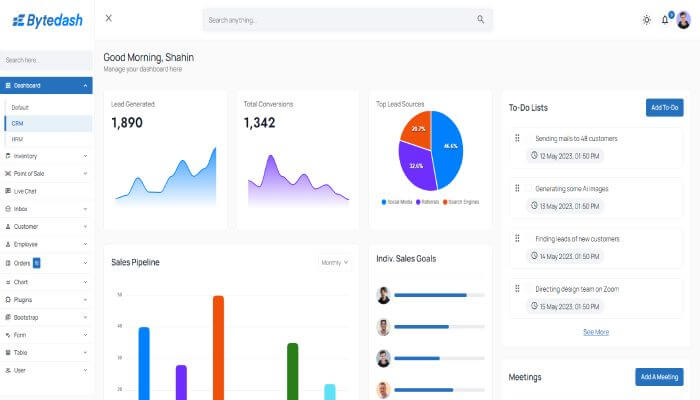 Bytedash
Search anything...
Search here...
Dashboard
Default
CRM
HRM
Inventory
Point of Sale
Live Chat
Inbox
Customer
Employee
Orders
Chart
Plugins
Bootstrap
Form
Table
User
Good Morning, Shahin
Manage your dashboard here
Lead Generated
1,890
Total Conversions
1,342
Top Lead Sources
20.7%
46.6%
32.6%
Social Media
Referrals
Search Engines
Sales Pipeline
Monthly
50
40
30
20
Indiv. Sales Goals
To-Do Lists
Add To-Do
Sending mails to 48 customers
12 May 2023, 01:50 PM
Generating some Ai images
13 May 2023, 01:50 PM
Finding leads of new customers
14 May 2023, 01:50 PM
Directing design team on Zoom
15 May 2023, 01:50 PM
See More
Meetings
Add A Meeting